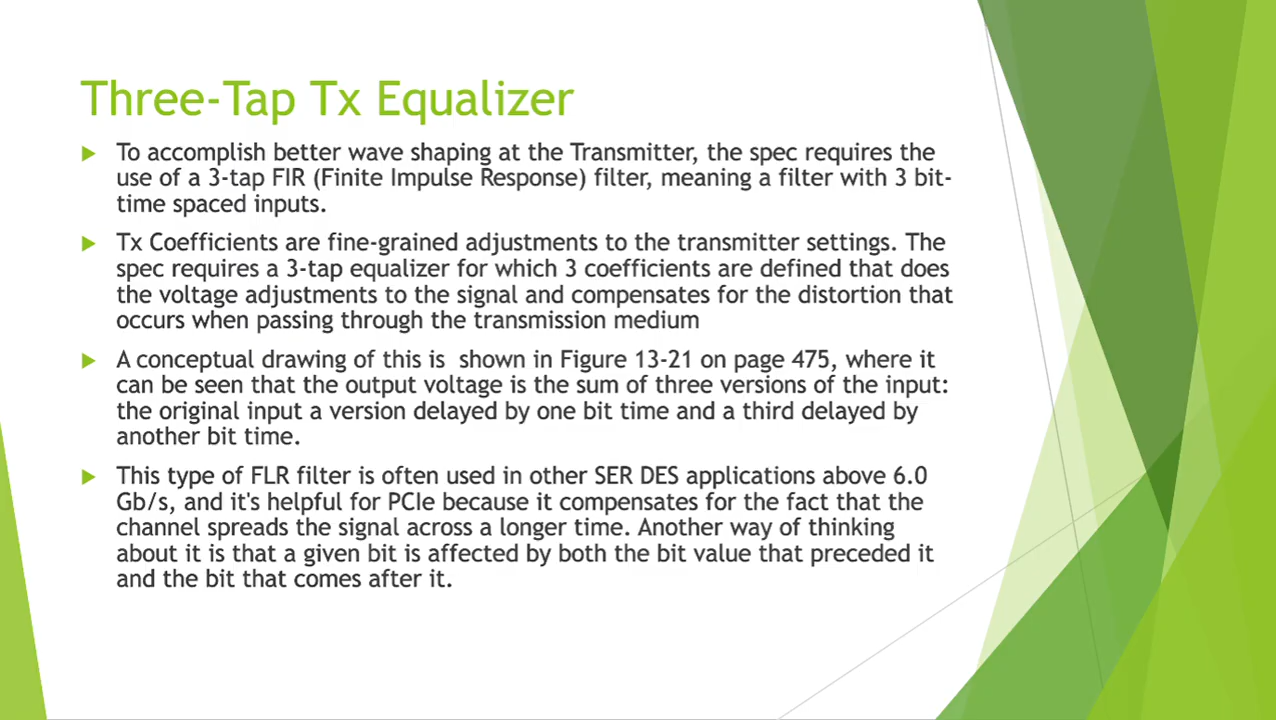 Three-Tap Tx Equalizer
To accomplish better wave shaping at the Transmitter, the spec requires the
use of a 3-tap FIR (Finite Impulse Response) filter, meaning a filter with 3 bit-
time spaced inputs.
Tx Coefficients are fine-grained adjustments to the transmitter settings. The
spec requires a 3-tap equalizer for which 3 coefficients are defined that does
the voltage adjustments to the signal and compensates for the distortion that
occurs when passing through the transmission medium
A conceptual drawing of this is  shown in Figure 13-21 on page 475, where it
can be seen that the output voltage is the sum of three versions of the input:
the original input a version delayed by one bit time and a third delayed by
another bit time.
This type of FLR filter is often used in other SER DES applications above 6.0
Gb/s, and it's helpful for PCIe because it compensates for the fact that the
channel spreads the signal across a longer time. Another way of thinking
about it is that a given bit is affected by both the bit value that preceded it
and the bit that comes after it.